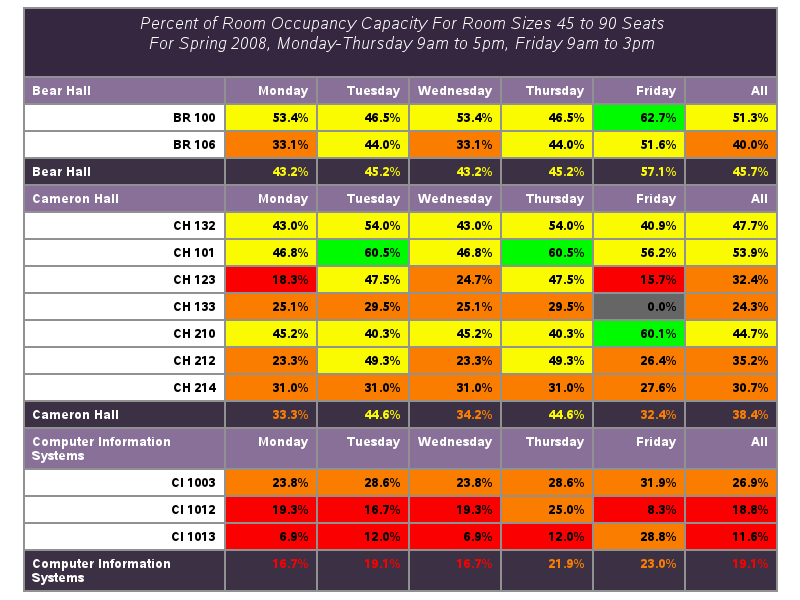 Percent of Room Occupancy Capacity For Room Sizes 45 to 90 Seats
For Spring 2008, Monday-Thursday 9am to 5pm, Friday 9am to 3pm
Bear Hall Monday Tuesday Wednesday Thursday Friday All
BR 100 53.4% 46.5% 53.4% 46.5% 62.7% 51.3%
BR 106 33.1% 44.0% 33.1% 44.0% 51.6% 40.0%
Bear Hall 43.2% 45.2% 43.2% 45.2% 57.1% 45.7%
Cameron Hall Monday Tuesday Wednesday Thursday Friday All
CH 132 43.0% 54.0% 43.0% 54.0% 40.9% 47.7%
CH 101 46.8% 60.5% 46.8% 60.5% 56.2% 53.9%
CH 123 18.3% 47.5% 24.7% 47.5% 15.7% 32.4%
CH 133 25.1% 29.5% 25.1% 29.5% 0.0% 24.3%
CH 210 45.2% 40.3% 45.2% 40.3% 60.1% 44.7%
CH 212 23.3% 49.3% 23.3% 49.3% 26.4% 35.2%
CH 214 31.0% 31.0% 31.0% 31.0% 27.6% 30.7%
Cameron Hall 33.3% 44.6% 34.2% 44.6% 32.4% 38.4%
Computer Information Monday Tuesday Wednesday Thursday Friday All
Systems
CI 1003 23.8% 28.6% 23.8% 28.6% 31.9% 26.9%
CI 1012 19.3% 16.7% 19.3% 25.0% 8.3% 18.8%
CI 1013 6.9% 12.0% 6.9% 12.0% 28.8% 11.6%
Computer Information 16.7% 19.1% 16.7% 21.9% 23.0% 19.1%
Systems